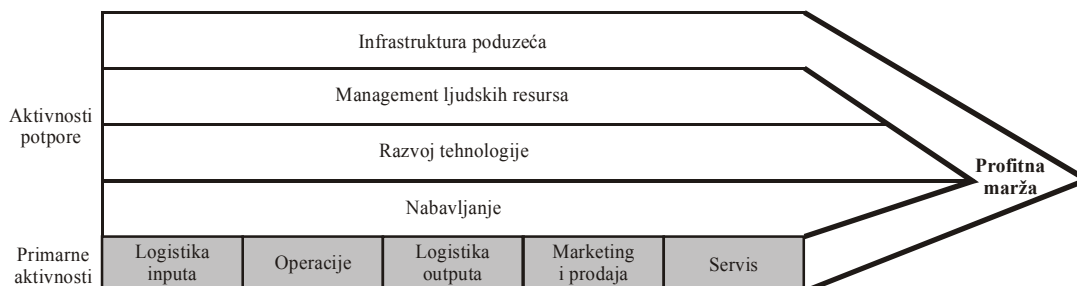 Infrastruktura poduzeća
Management ljudskih resursa
Aktivnosti
potpore
Razvoj tehnologije
Profitna
marža
Nabavljanje
Primarne
aktivnosti
Logistika
inputa
Operacije
Logistika
outputa
Marketing
i prodaja
Servis